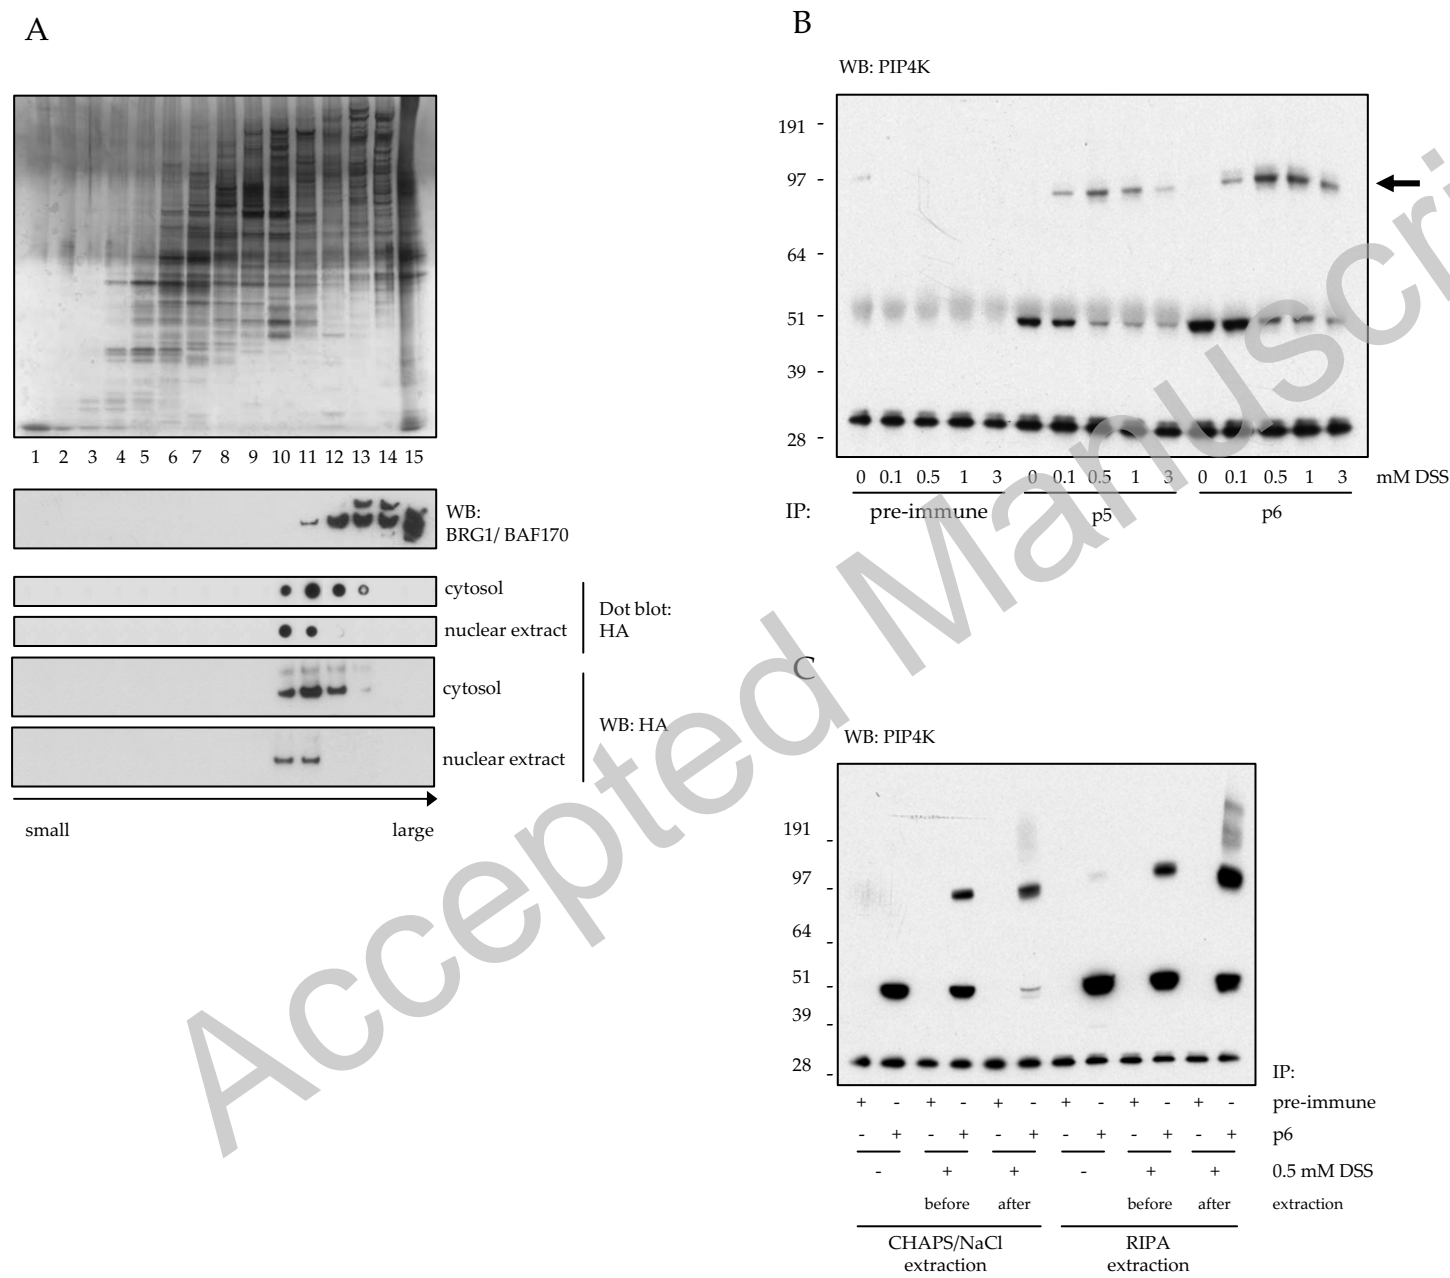 A
1 2 3 4 5 6 7 8 9 10 11 12 13 14 15
WB:
BRG1/ BAF170
cytosol
nuclear extract
Dot blot:
HA
cytosol
nuclear extract
WB: HA
small large
B
WB: PIP4K
191 -
97 -
64 -
51 -
39 -
28 -
0 0.1 0.5 1 3 0 0.1 0.5 1 3 0 0.1 0.5 1 3 mM DSS
IP: pre-immune p5 p6
C
WB: PIP4K
191 -
97 -
64 -
51 -
39 -
28 -
IP:
+ - + - + - + - + - + - pre-immune
- + - + - + - + - + - + p6
- + + - + + 0.5 mM DSS
before after before after extraction
CHAPS/NaCl RIPA
extraction extraction
Accepted Manuscri